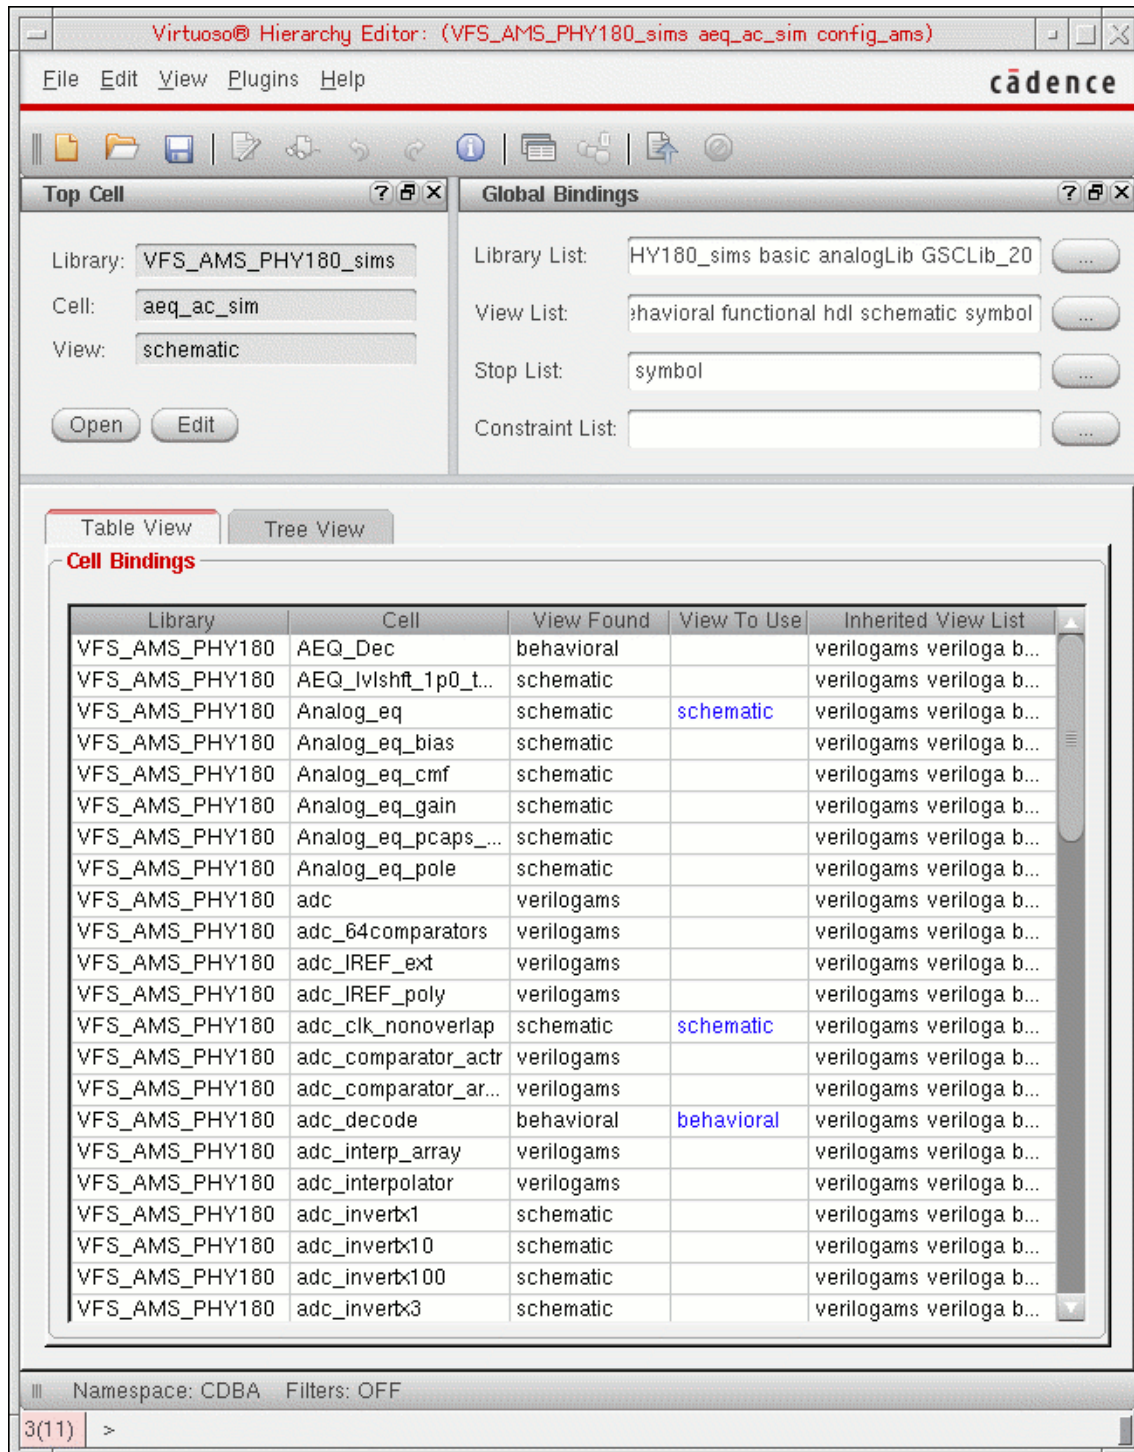 Virtuoso® Hierarchy Editor: (VFS_AMS_PHY180_sims aeq_ac_sim config_ams)
File Edit View Plugins Help cādence
Top Cell
Library: VFS_AMS_PHY180_sims
Cell: aeq_ac_sim
View: schematic
Open Edit
Global Bindings
Library List: HY180_sims basic analogLib GSCLib_20 ...
View List: ehavioral functional hdl schematic symbol ...
Stop List: symbol ...
Constraint List: ...
Table View Tree View
Cell Bindings
Library Cell View Found View To Use Inherited View List
VFS_AMS_PHY180 AEQ_Dec behavioral verilogams veriloga b...
VFS_AMS_PHY180 AEQ_lvlshft_1p0_t... schematic verilogams veriloga b...
VFS_AMS_PHY180 Analog_eq schematic schematic verilogams veriloga b...
VFS_AMS_PHY180 Analog_eq_bias schematic verilogams veriloga b...
VFS_AMS_PHY180 Analog_eq_cmf schematic verilogams veriloga b...
VFS_AMS_PHY180 Analog_eq_gain schematic verilogams veriloga b...
VFS_AMS_PHY180 Analog_eq_pcaps_... schematic verilogams veriloga b...
VFS_AMS_PHY180 Analog_eq_pole schematic verilogams veriloga b...
VFS_AMS_PHY180 adc verilogams verilogams veriloga b...
VFS_AMS_PHY180 adc_64comparators verilogams verilogams veriloga b...
VFS_AMS_PHY180 adc_IREF_ext verilogams verilogams veriloga b...
VFS_AMS_PHY180 adc_IREF_poly verilogams verilogams veriloga b...
VFS_AMS_PHY180 adc_clk_nonoverlap schematic schematic verilogams veriloga b...
VFS_AMS_PHY180 adc_comparator_actr verilogams verilogams veriloga b...
VFS_AMS_PHY180 adc_comparator_ar... verilogams verilogams veriloga b...
VFS_AMS_PHY180 adc_decode behavioral behavioral verilogams veriloga b...
VFS_AMS_PHY180 adc_interp_array verilogams verilogams veriloga b...
VFS_AMS_PHY180 adc_interpolator verilogams verilogams veriloga b...
VFS_AMS_PHY180 adc_invertx1 schematic verilogams veriloga b...
VFS_AMS_PHY180 adc_invertx10 schematic verilogams veriloga b...
VFS_AMS_PHY180 adc_invertx100 schematic verilogams veriloga b...
VFS_AMS_PHY180 adc_invertx3 schematic verilogams veriloga b...
Namespace: CDBA Filters: OFF
3(11) >